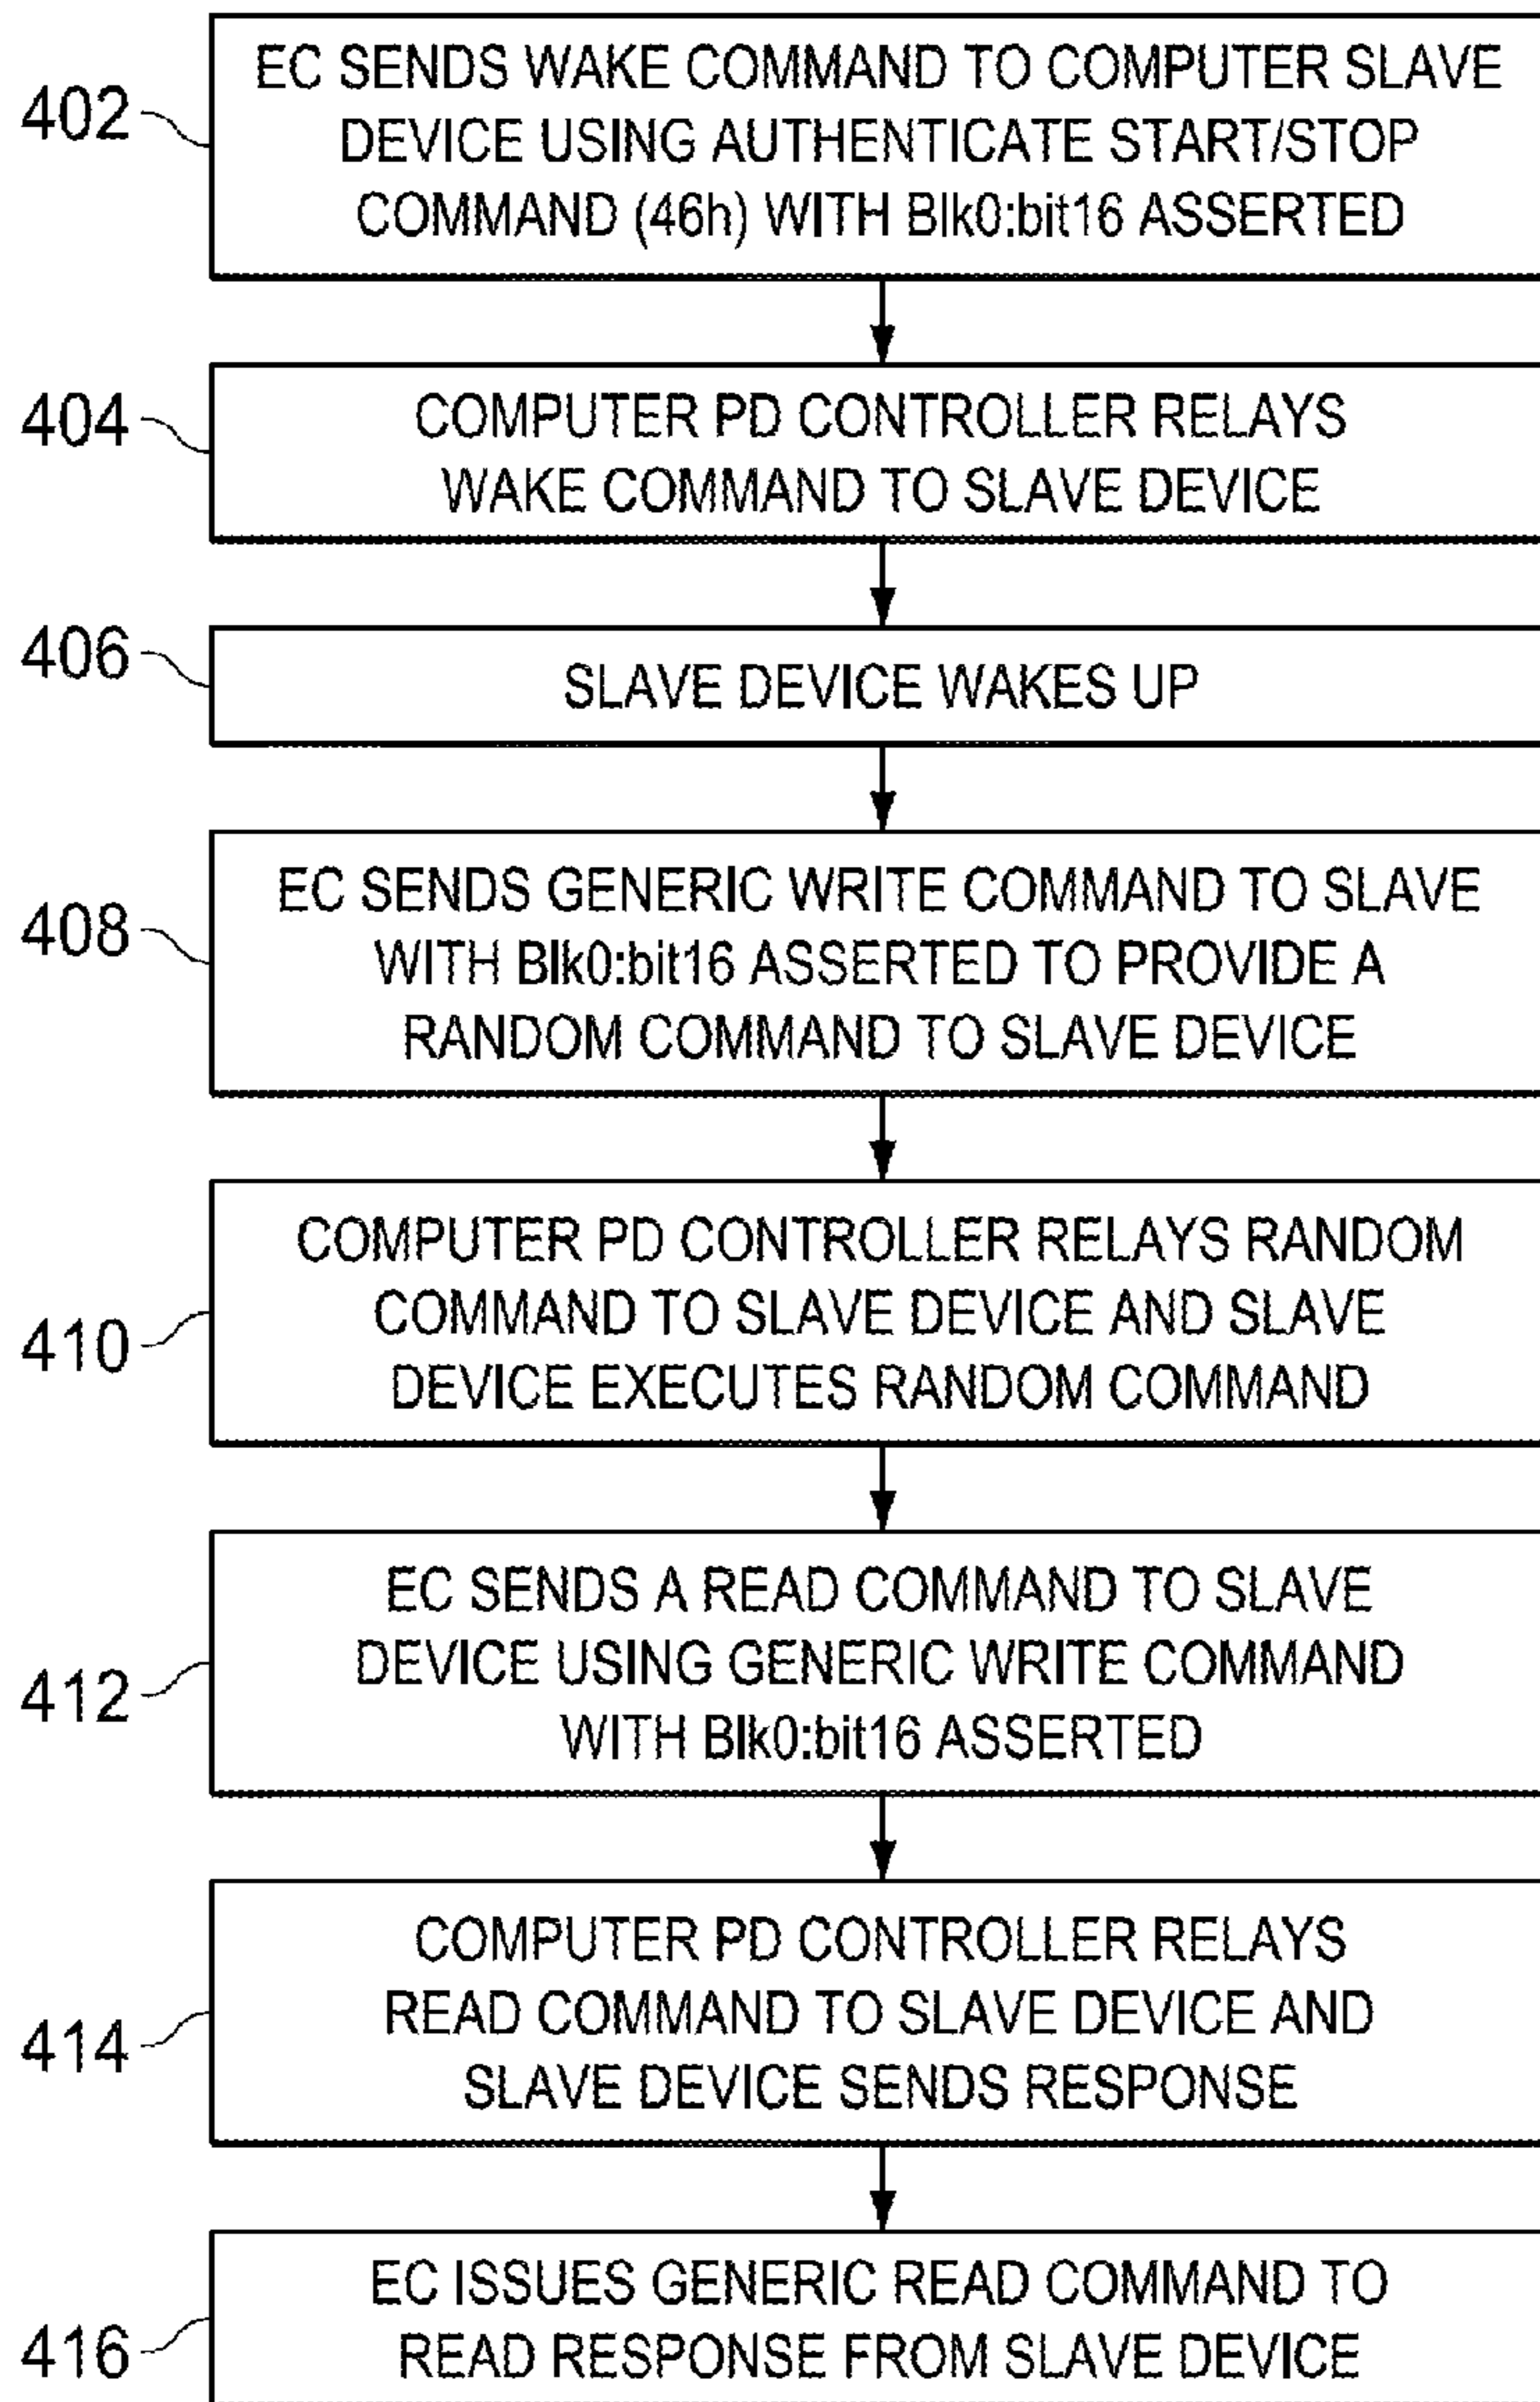 402
EC SENDS WAKE COMMAND TO COMPUTER SLAVE
DEVICE USING AUTHENTICATE START/STOP
COMMAND (46h) WITH Blk0:bit16 ASSERTED
404
COMPUTER PD CONTROLLER RELAYS
WAKE COMMAND TO SLAVE DEVICE
406
SLAVE DEVICE WAKES UP
408
EC SENDS GENERIC WRITE COMMAND TO SLAVE
WITH Blk0:bit16 ASSERTED TO PROVIDE A
RANDOM COMMAND TO SLAVE DEVICE
410
COMPUTER PD CONTROLLER RELAYS RANDOM
COMMAND TO SLAVE DEVICE AND SLAVE
DEVICE EXECUTES RANDOM COMMAND
412
EC SENDS A READ COMMAND TO SLAVE
DEVICE USING GENERIC WRITE COMMAND
WITH Blk0:bit16 ASSERTED
414
COMPUTER PD CONTROLLER RELAYS
READ COMMAND TO SLAVE DEVICE AND
SLAVE DEVICE SENDS RESPONSE
416
EC ISSUES GENERIC READ COMMAND TO
READ RESPONSE FROM SLAVE DEVICE